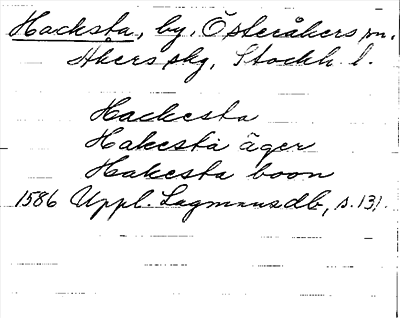 Hacksta, by, Österåkers sn,
Åkers skg, Stockh. l.
Hackesta
Hakesta äger
Hakesta boon
1586 Uppl. Lagmansdb, s. 131.